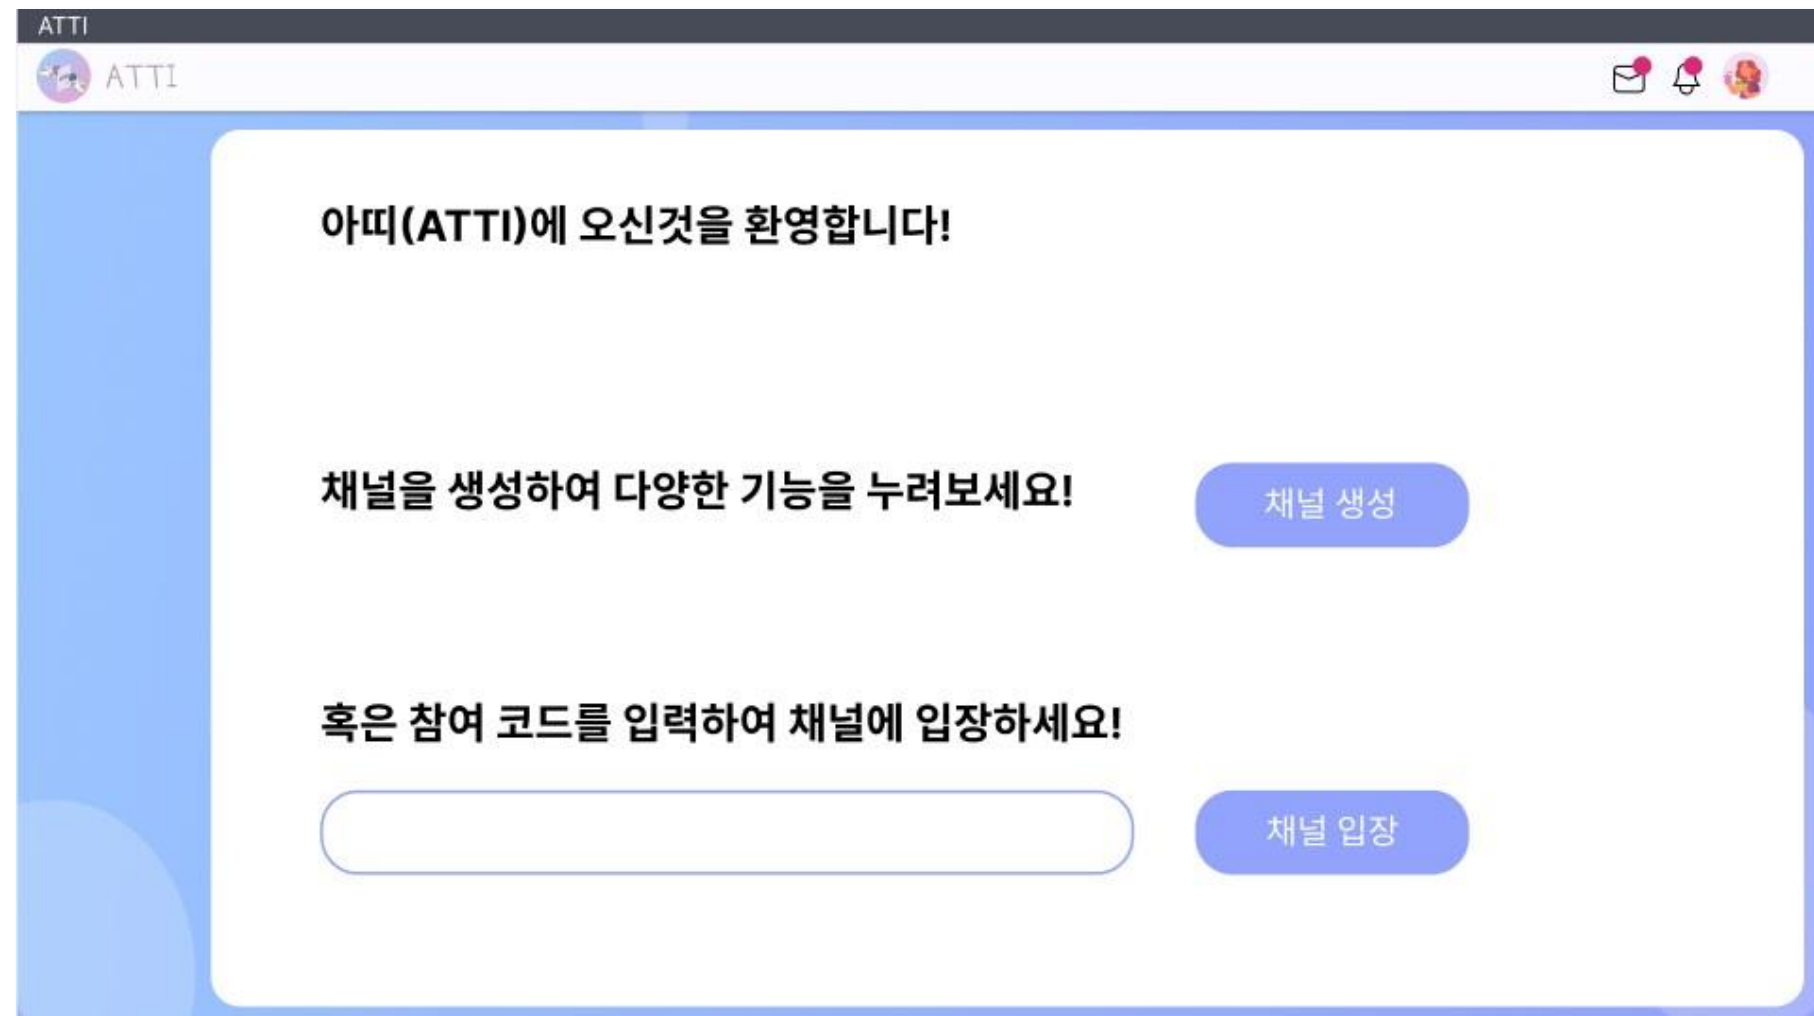 ATTI
ATTI
아띠(ATTI)에 오신것을 환영합니다!
채널을 생성하여 다양한 기능을 누려보세요!
채널 생성
혹은 참여 코드를 입력하여 채널에 입장하세요!
채널 입장